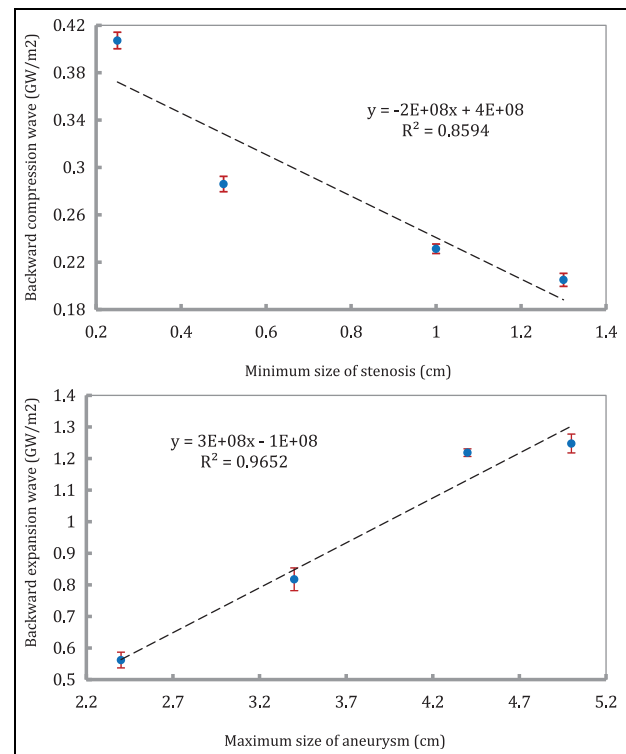 0.42
0.38
0.34
0.3
0.26
0.22
0.18
Backward compression wave (GW/m2)
y = -2E+08x + 4E+08
R² = 0.8594
0.2 0.4 0.6 0.8 1 1.2 1.4
Minimum size of stenosis (cm)
1.4
1.3
1.2
1.1
1
0.9
0.8
0.7
0.6
0.5
Backward expansion wave (GW/m2)
y = 3E+08x - 1E+08
R² = 0.9652
2.2 2.7 3.2 3.7 4.2 4.7 5.2
Maximum size of aneurysm (cm)